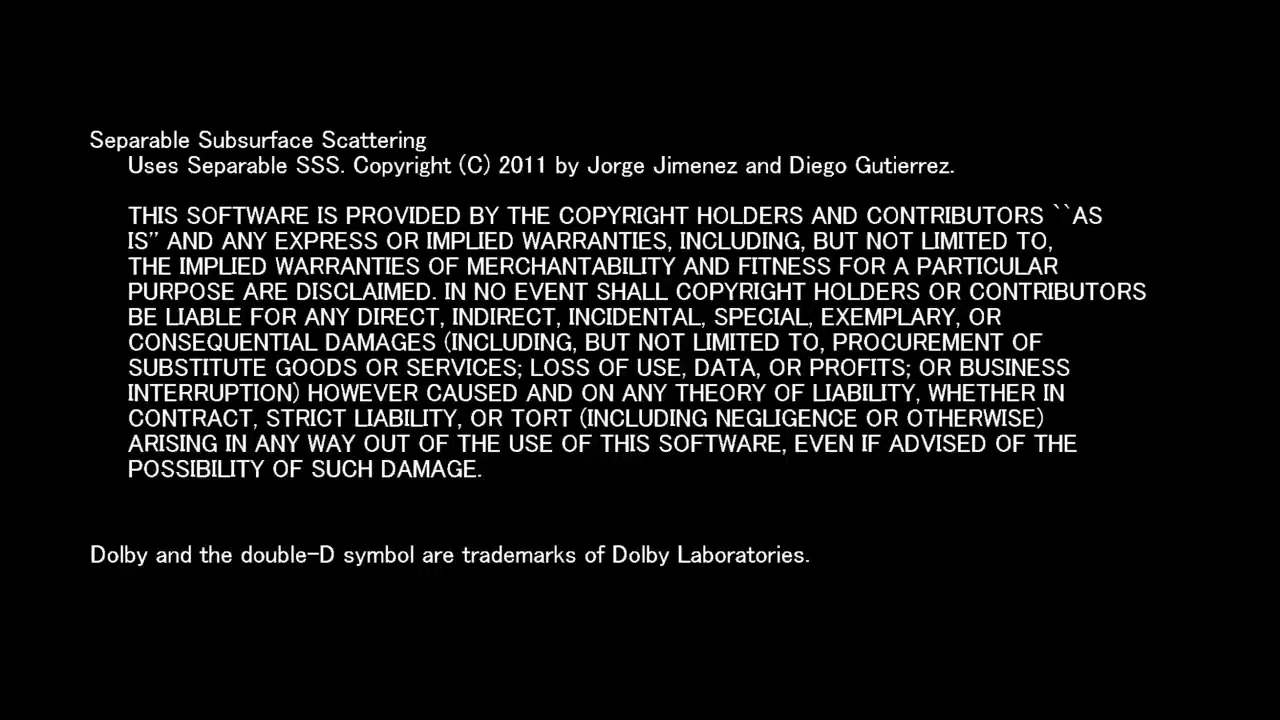 Separable Subsurface Scattering
Uses Separable SSS. Copyright (C) 2011 by Jorge Jimenez and Diego Gutierrez.
THIS SOFTWARE IS PROVIDED BY THE COPYRIGHT HOLDERS AND CONTRIBUTORS ``AS
IS'' AND ANY EXPRESS OR IMPLIED WARRANTIES, INCLUDING, BUT NOT LIMITED TO,
THE IMPLIED WARRANTIES OF MERCHANTABILITY AND FITNESS FOR A PARTICULAR
PURPOSE ARE DISCLAIMED. IN NO EVENT SHALL COPYRIGHT HOLDERS OR CONTRIBUTORS
BE LIABLE FOR ANY DIRECT, INDIRECT, INCIDENTAL, SPECIAL, EXEMPLARY, OR
CONSEQUENTIAL DAMAGES (INCLUDING, BUT NOT LIMITED TO, PROCUREMENT OF
SUBSTITUTE GOODS OR SERVICES; LOSS OF USE, DATA, OR PROFITS; OR BUSINESS
INTERRUPTION) HOWEVER CAUSED AND ON ANY THEORY OF LIABILITY, WHETHER IN
CONTRACT, STRICT LIABILITY, OR TORT (INCLUDING NEGLIGENCE OR OTHERWISE)
ARISING IN ANY WAY OUT OF THE USE OF THIS SOFTWARE, EVEN IF ADVISED OF THE
POSSIBILITY OF SUCH DAMAGE.
Dolby and the double-D symbol are trademarks of Dolby Laboratories.